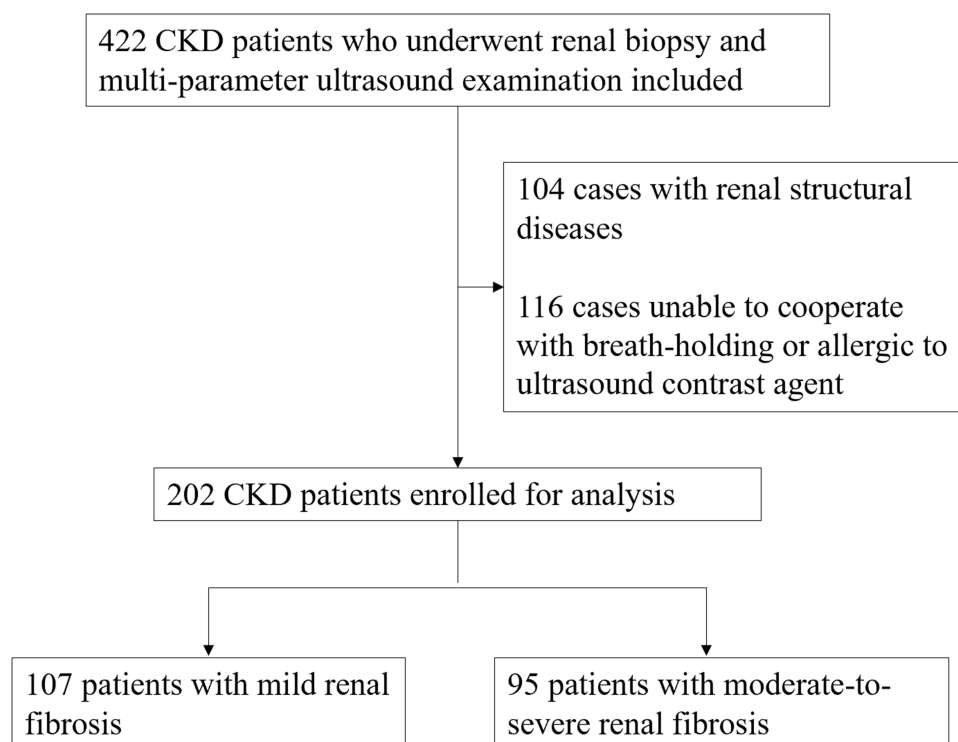 422 CKD patients who underwent renal biopsy and
multi-parameter ultrasound examination included
104 cases with renal structural
diseases
116 cases unable to cooperate
with breath-holding or allergic to
ultrasound contrast agent
202 CKD patients enrolled for analysis
107 patients with mild renal
fibrosis
95 patients with moderate-to-
severe renal fibrosis